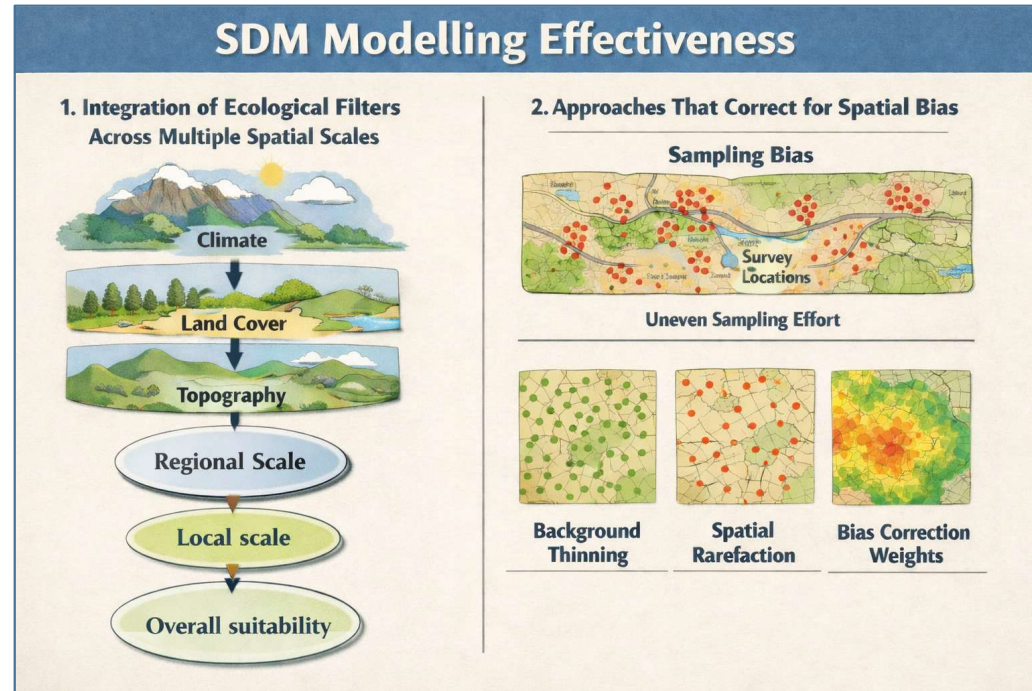 SDM Modelling Effectiveness
1. Integration of Ecological Filters
Across Multiple Spatial Scales
Climate
Land Cover
Topography
Regional Scale
Local scale
Overall suitability
2. Approaches That Correct for Spatial Bias
Sampling Bias
Survey
Locations
Uneven Sampling Effort
Background
Thinning
Spatial
Rarefaction
Bias Correction
Weights